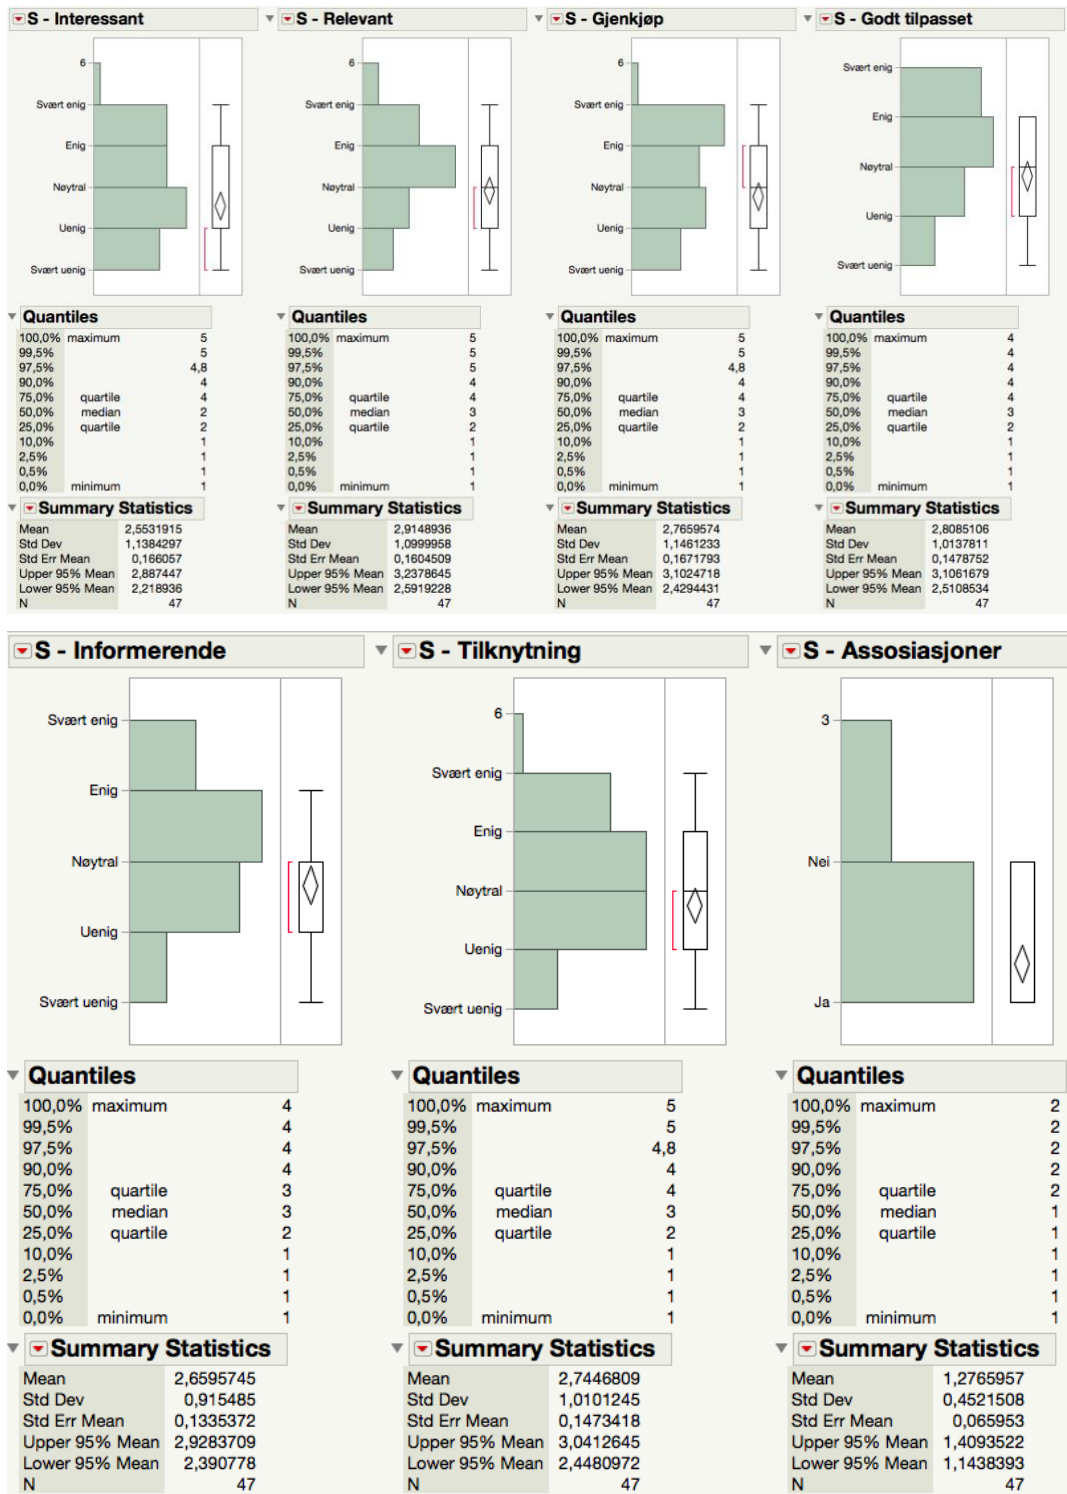 S - Interessant
6
Svært enig
Enig
Nøytral
Uenig
Svært uenig
Quantiles
100,0% maximum 5
99,5% 5
97,5% 4,8
90,0% 4
75,0% quartile 4
50,0% median 2
25,0% quartile 2
10,0% 1
2,5% 1
0,5% 1
0,0% minimum 1
Summary Statistics
Mean 2,5531915
Std Dev 1,1384297
Std Err Mean 0,166057
Upper 95% Mean 2,887447
Lower 95% Mean 2,218936
N 47
S - Relevant
6
Svært enig
Enig
Nøytral
Uenig
Svært uenig
Quantiles
100,0% maximum 5
99,5% 5
97,5% 5
90,0% 4
75,0% quartile 4
50,0% median 3
25,0% quartile 2
10,0% 1
2,5% 1
0,5% 1
0,0% minimum 1
Summary Statistics
Mean 2,9148936
Std Dev 1,0999958
Std Err Mean 0,1604509
Upper 95% Mean 3,2378645
Lower 95% Mean 2,5919228
N 47
S - Gjenkjøp
6
Svært enig
Enig
Nøytral
Uenig
Svært uenig
Quantiles
100,0% maximum 5
99,5% 5
97,5% 4,8
90,0% 4
75,0% quartile 4
50,0% median 3
25,0% quartile 2
10,0% 1
2,5% 1
0,5% 1
0,0% minimum 1
Summary Statistics
Mean 2,7659574
Std Dev 1,1461233
Std Err Mean 0,1671793
Upper 95% Mean 3,1024718
Lower 95% Mean 2,4294431
N 47
S - Godt tilpasset
Svært enig
Enig
Nøytral
Uenig
Svært uenig
Quantiles
100,0% maximum 4
99,5% 4
97,5% 4
90,0% 4
75,0% quartile 4
50,0% median 3
25,0% quartile 2
10,0% 1
2,5% 1
0,5% 1
0,0% minimum 1
Summary Statistics
Mean 2,8085106
Std Dev 1,0137811
Std Err Mean 0,1478752
Upper 95% Mean 3,1061679
Lower 95% Mean 2,5108534
N 47
S - Informerende
Svært enig
Enig
Nøytral
Uenig
Svært uenig
Quantiles
100,0% maximum 4
99,5% 4
97,5% 4
90,0% 4
75,0% quartile 3
50,0% median 3
25,0% quartile 2
10,0% 1
2,5% 1
0,5% 1
0,0% minimum 1
Summary Statistics
Mean 2,6595745
Std Dev 0,915485
Std Err Mean 0,1335372
Upper 95% Mean 2,9283709
Lower 95% Mean 2,390778
N 47
S - Tilknytning
6
Svært enig
Enig
Nøytral
Uenig
Svært uenig
Quantiles
100,0% maximum 5
99,5% 5
97,5% 4,8
90,0% 4
75,0% quartile 4
50,0% median 3
25,0% quartile 2
10,0% 1
2,5% 1
0,5% 1
0,0% minimum 1
Summary Statistics
Mean 2,7446809
Std Dev 1,0101245
Std Err Mean 0,1473418
Upper 95% Mean 3,0412645
Lower 95% Mean 2,4480972
N 47
S - Assosiasjoner
3
Nei
Ja
Quantiles
100,0% maximum 2
99,5% 2
97,5% 2
90,0% 2
75,0% quartile 2
50,0% median 1
25,0% quartile 1
10,0% 1
2,5% 1
0,5% 1
0,0% minimum 1
Summary Statistics
Mean 1,2765957
Std Dev 0,4521508
Std Err Mean 0,065953
Upper 95% Mean 1,4093522
Lower 95% Mean 1,1438393
N 47